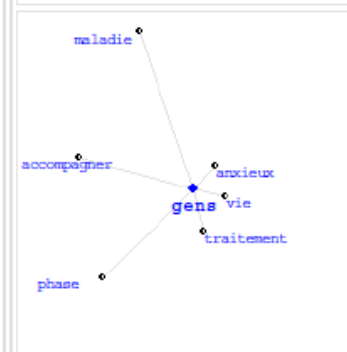 maladie
accompagner
anxieux
vie
gens
traitement
phase